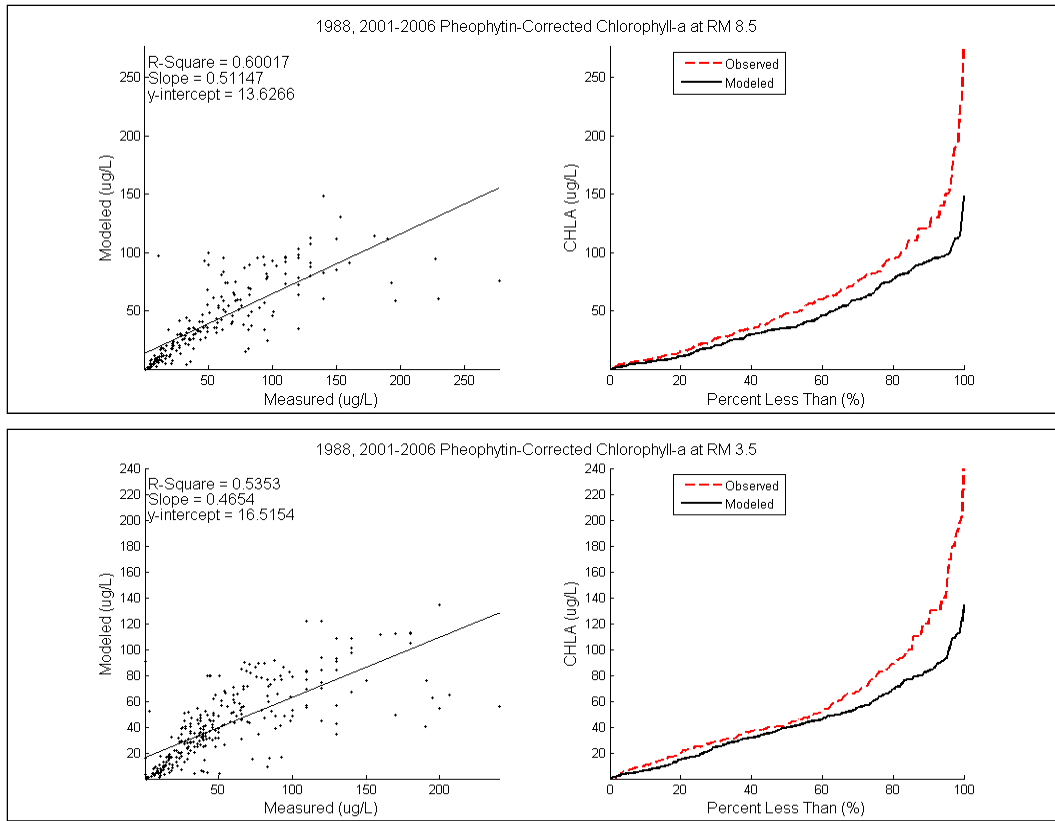 1988, 2001-2006 Pheophytin-Corrected Chlorophyll-a at RM 8.5
R-Square = 0.60017
Slope = 0.51147
y-intercept = 13.6266
Modeled (ug/L)
250
200
150
100
50
50 100 150 200 250
Measured (ug/L)
Observed
Modeled
CHLA (ug/L)
250
200
150
100
50
0 20 40 60 80 100
Percent Less Than (%)
1988, 2001-2006 Pheophytin-Corrected Chlorophyll-a at RM 3.5
R-Square = 0.5353
Slope = 0.4654
y-intercept = 16.5154
Modeled (ug/L)
240
220
200
180
160
140
120
100
80
60
40
20
50 100 150 200
Measured (ug/L)
Observed
Modeled
CHLA (ug/L)
240
220
200
180
160
140
120
100
80
60
40
20
0 20 40 60 80 100
Percent Less Than (%)